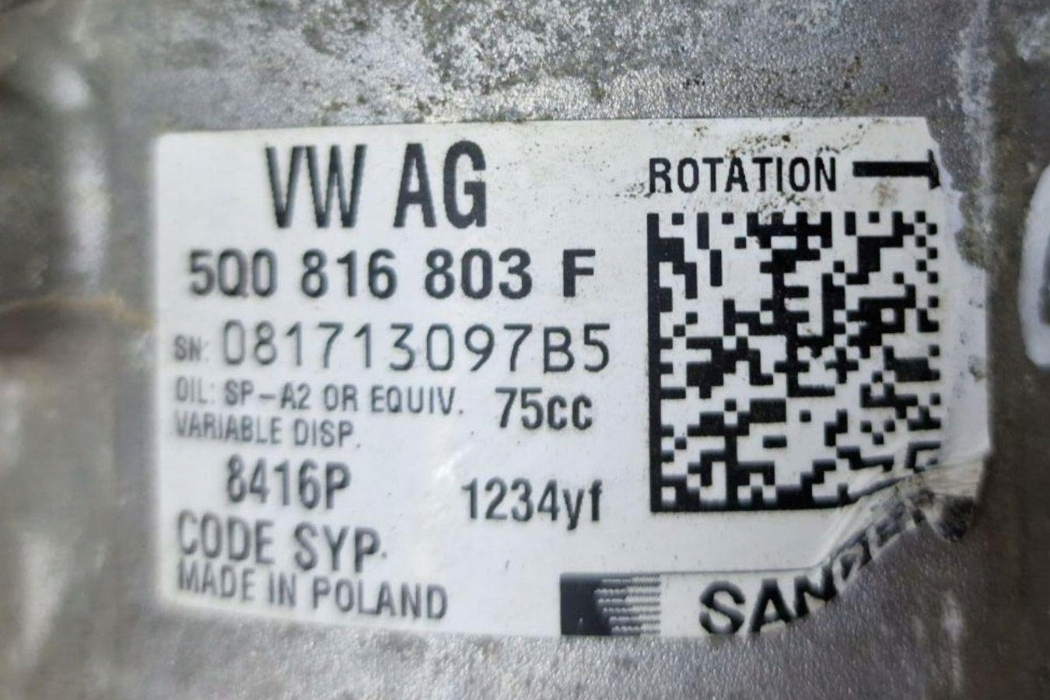 VW AG
ROTATION
5Q0 816 803 F
SN: 081713097B5
OIL: SP-A2 OR EQUIV. 75cc
VARIABLE DISP.
8416P 1234yf
CODE SYP.
MADE IN POLAND